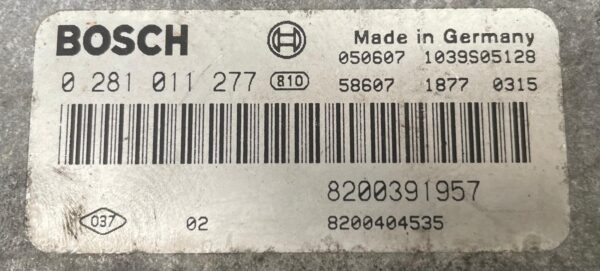 BOSCH
Made in Germany
050607 1039S05128
0 281 011 277 810
58607 1877 0315
8200391957
037 02 8200404535